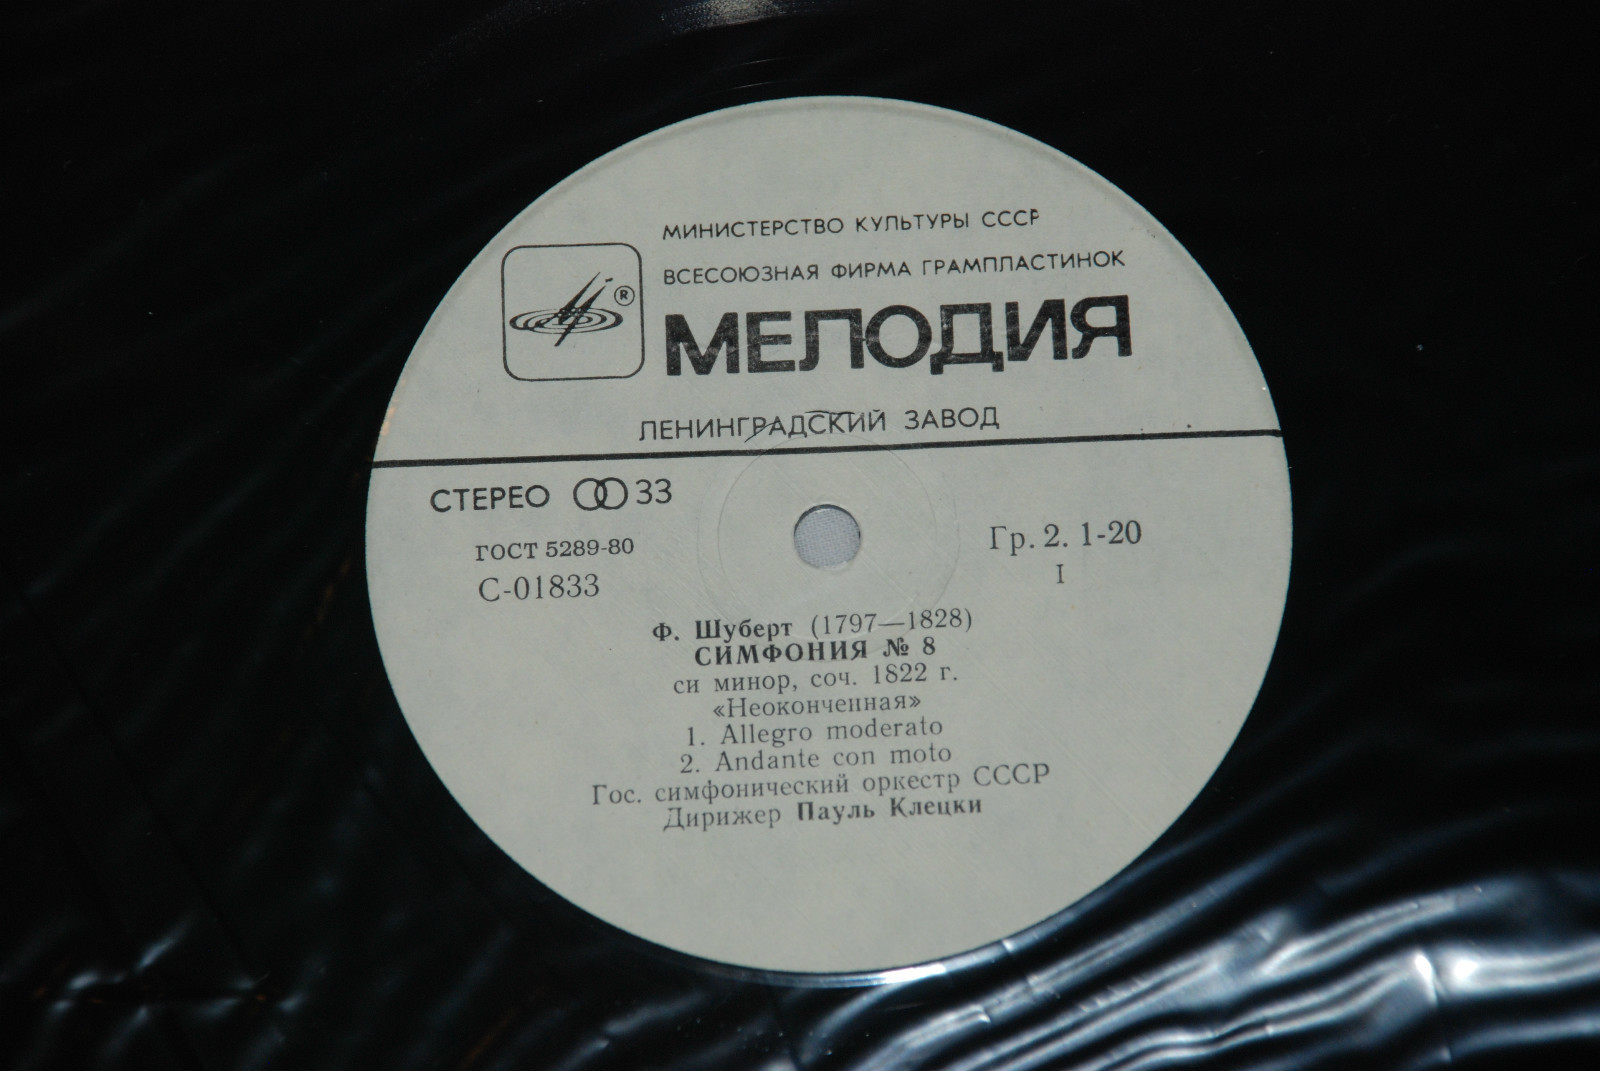 МИНИСТЕРСТВО КУЛЬТУРЫ СССР
ВСЕСОЮЗНАЯ ФИРМА ГРАМПЛАСТИНОК
®
МЕЛОДИЯ
ЛЕНИНГРАДСКИЙ ЗАВОД
СТЕРЕО 33
ГОСТ 5289-80
С-01833
Гр. 2. 1-20
I
Ф. Шуберт (1797—1828)
СИМФОНИЯ № 8
си минор, соч. 1822 г.
«Неоконченная»
1. Allegro moderato
2. Andante con moto
Гос. симфонический оркестр СССР
Дирижер Пауль Клецки